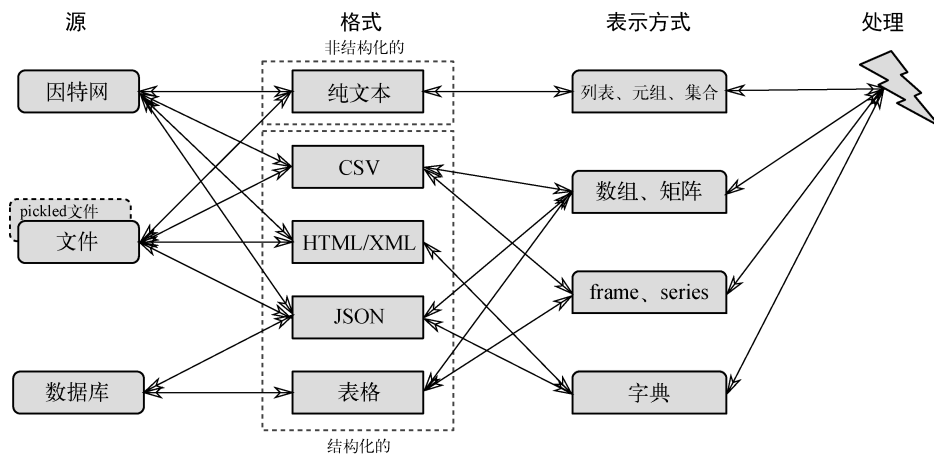 源
格式
表示方式
处理
非结构化的
因特网
纯文本
列表、元组、集合
CSV
数组、矩阵
pickled文件
文件
HTML/XML
frame、series
JSON
数据库
表格
字典
结构化的